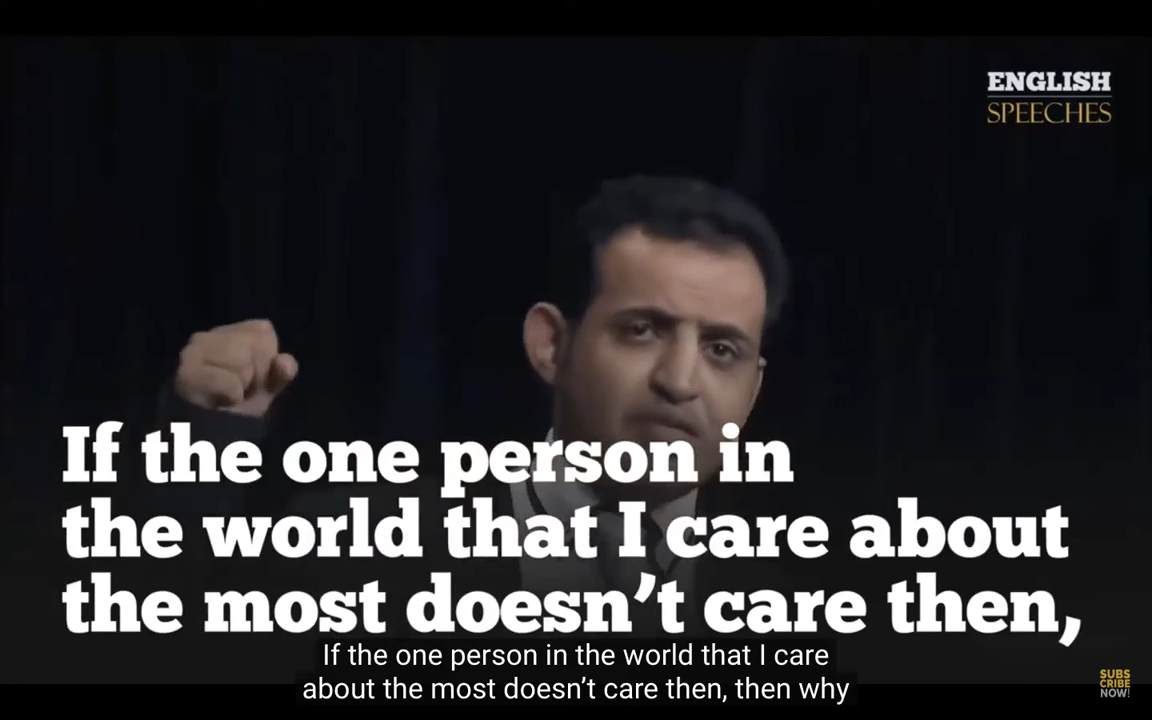 ENGLISH
SPEECHES
If the one person in
the world that I care about
the most doesn’t care then,
If the one person in the world that I care
about the most doesn’t care then, then why
SUBS
CRIBE
NOW!